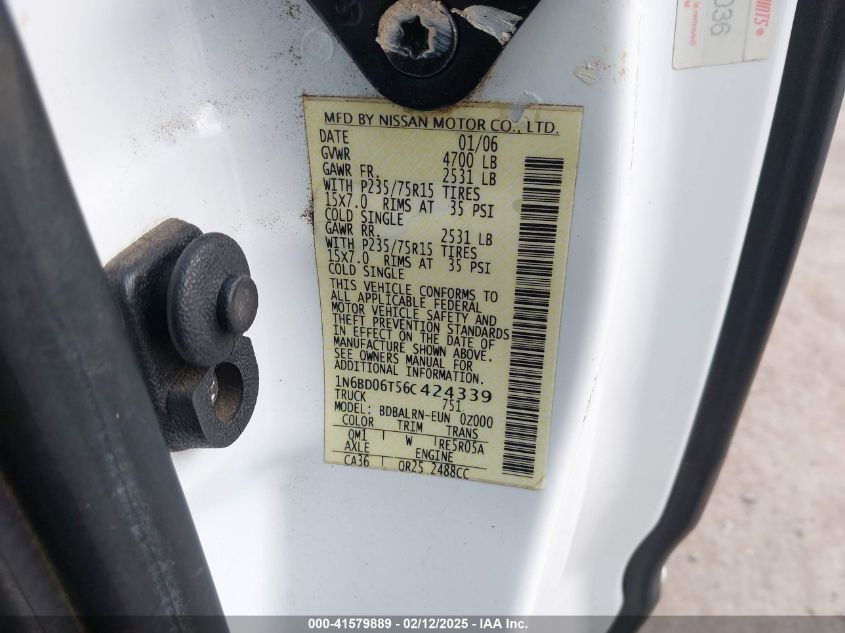 UNITS®
036
MFD BY NISSAN MOTOR CO., LTD.
DATE 01/06
GVWR 4700 LB
GAWR FR. 2531 LB
WITH P235/75R15 TIRES
15X7.0 RIMS AT 35 PSI
COLD SINGLE
GAWR RR. 2531 LB
WITH P235/75R15 TIRES
15X7.0 RIMS AT 35 PSI
COLD SINGLE
THIS VEHICLE CONFORMS TO
ALL APPLICABLE FEDERAL
MOTOR VEHICLE SAFETY AND
THEFT PREVENTION STANDARDS
IN EFFECT ON THE DATE OF
MANUFACTURE SHOWN ABOVE.
SEE OWNERS MANUAL FOR
ADDITIONAL INFORMATION.
1N6BD06T56C424339
TRUCK 751
MODEL: BDBALRN-EUN 0Z000
COLOR TRIM TRANS
QM1 W RE5R05A
AXLE ENGINE
CA36 QR25 2488CC
000-41579889 - 02/12/2025 - IAA Inc.